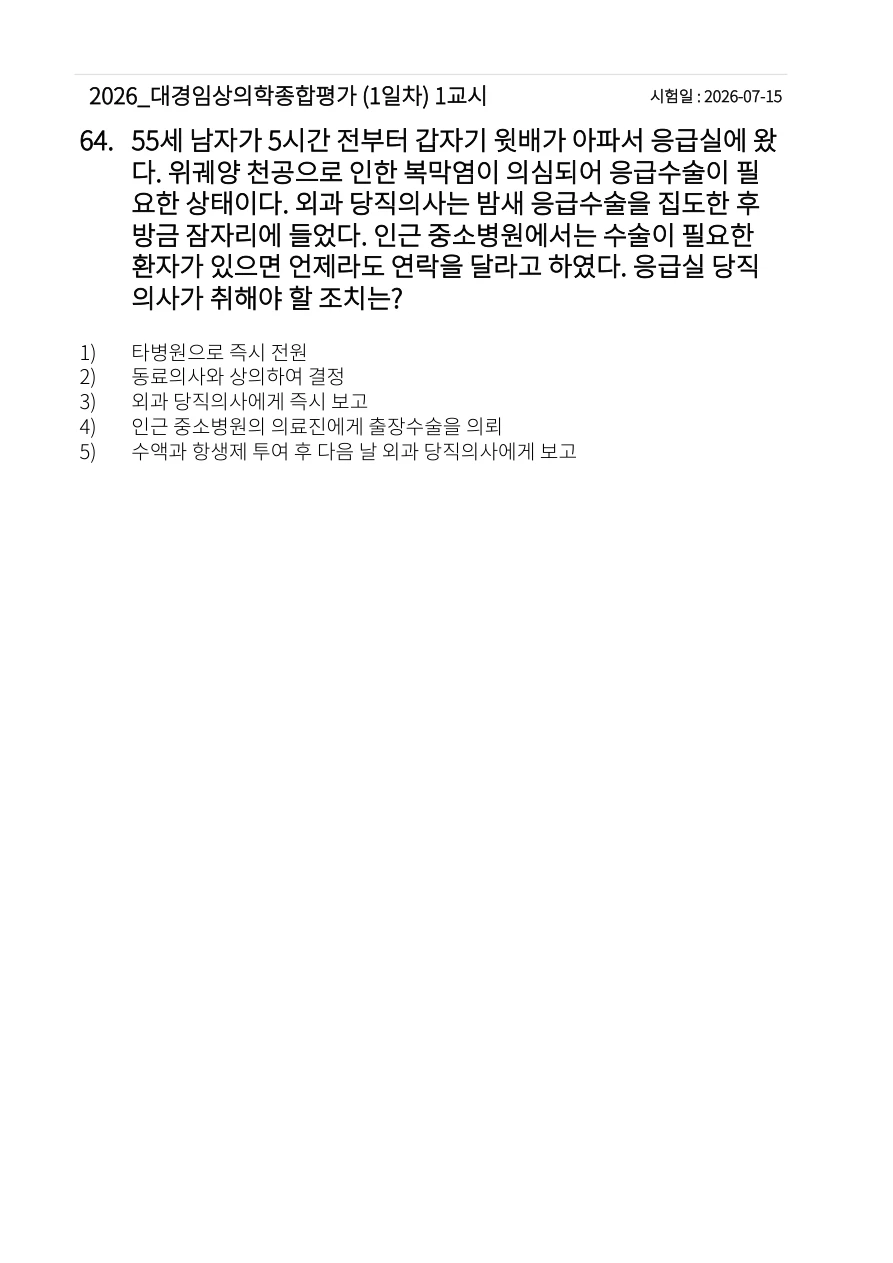 2026_대경임상의학종합평가 (1일차) 1교시
시험일 : 2026-07-15
64. 55세 남자가 5시간 전부터 갑자기 윗배가 아파서 응급실에 왔
다. 위궤양 천공으로 인한 복막염이 의심되어 응급수술이 필
요한 상태이다. 외과 당직의사는 밤새 응급수술을 집도한 후
방금 잠자리에 들었다. 인근 중소병원에서는 수술이 필요한
환자가 있으면 언제라도 연락을 달라고 하였다. 응급실 당직
의사가 취해야 할 조치는?
1) 타병원으로 즉시 전원
2) 동료의사와 상의하여 결정
3) 외과 당직의사에게 즉시 보고
4) 인근 중소병원의 의료진에게 출장수술을 의뢰
5) 수액과 항생제 투여 후 다음 날 외과 당직의사에게 보고